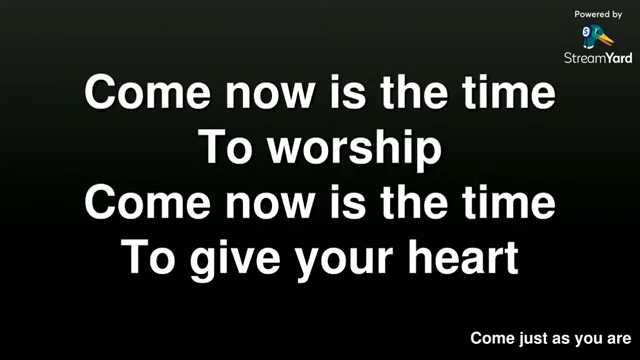 Powered by
StreamYard
Come now is the time
To worship
Come now is the time
To give your heart
Come just as you are